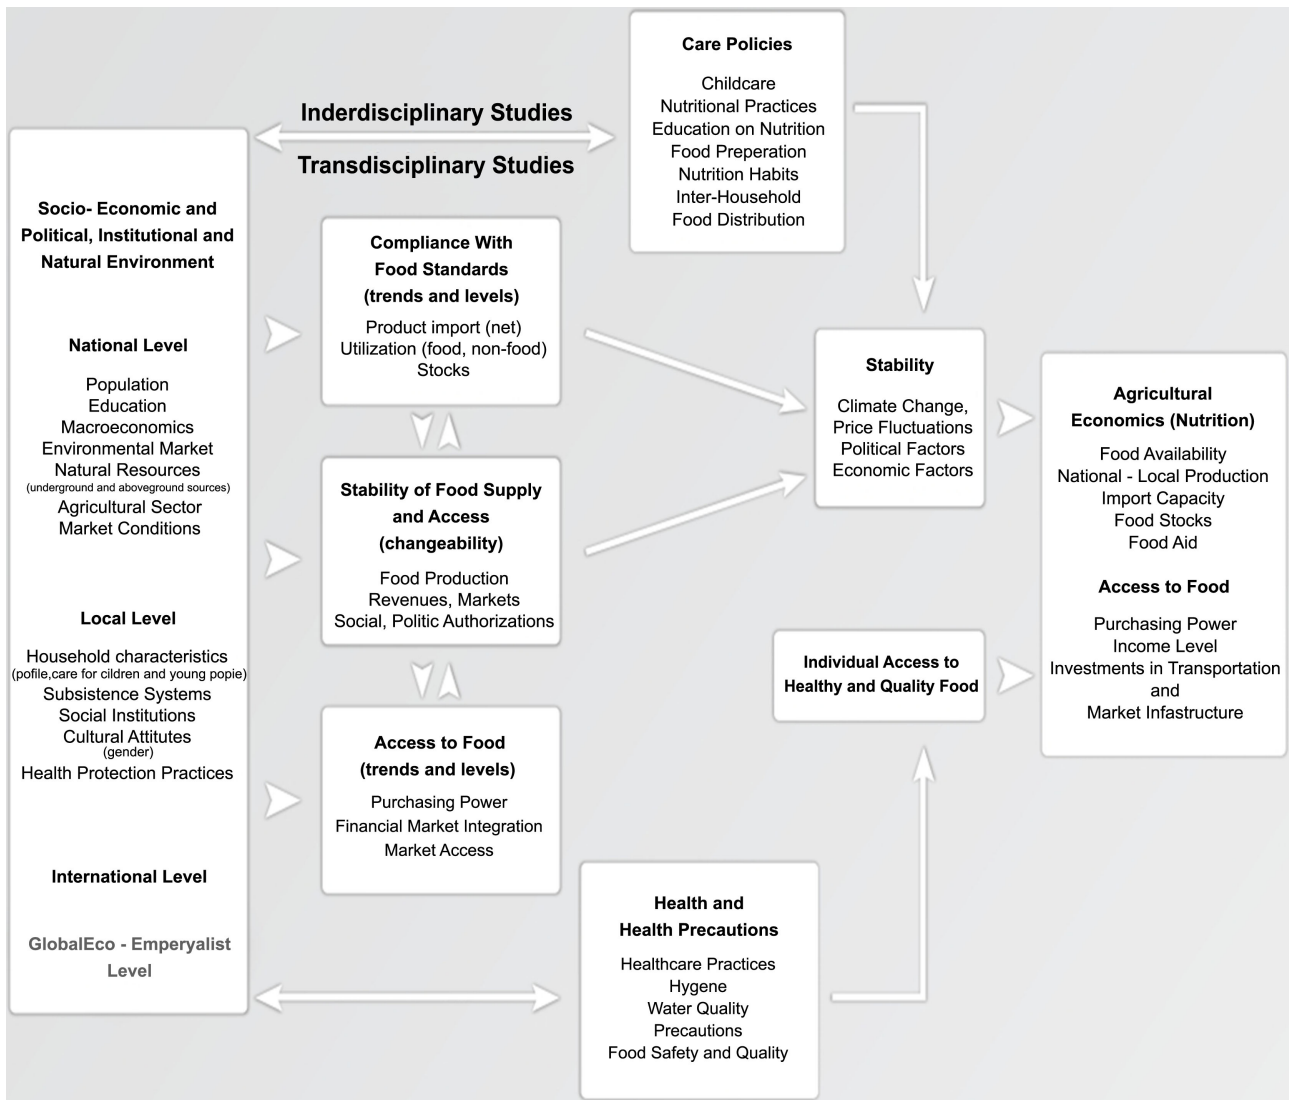 Care Policies
Childcare
Nutritional Practices
Education on Nutrition
Food Preperation
Nutrition Habits
Inter-Household
Food Distribution
Inderdisciplinary Studies
Transdisciplinary Studies
Socio- Economic and
Political, Institutional and
Natural Environment
National Level
Population
Education
Macroeconomics
Environmental Market
Natural Resources
(underground and aboveground sources)
Agricultural Sector
Market Conditions
Local Level
Household characteristics
(pofile,care for cildren and young popie)
Subsistence Systems
Social Institutions
Cultural Attitutes
(gender)
Health Protection Practices
International Level
GlobalEco - Emperyalist
Level
Compliance With
Food Standards
(trends and levels)
Product import (net)
Utilization (food, non-food)
Stocks
Stability of Food Supply
and Access
(changeability)
Food Production
Revenues, Markets
Social, Politic Authorizations
Access to Food
(trends and levels)
Purchasing Power
Financial Market Integration
Market Access
Health and
Health Precautions
Healthcare Practices
Hygene
Water Quality
Precautions
Food Safety and Quality
Stability
Climate Change,
Price Fluctuations
Political Factors
Economic Factors
Individual Access to
Healthy and Quality Food
Agricultural
Economics (Nutrition)
Food Availability
National - Local Production
Import Capacity
Food Stocks
Food Aid
Access to Food
Purchasing Power
Income Level
Investments in Transportation
and
Market Infastructure